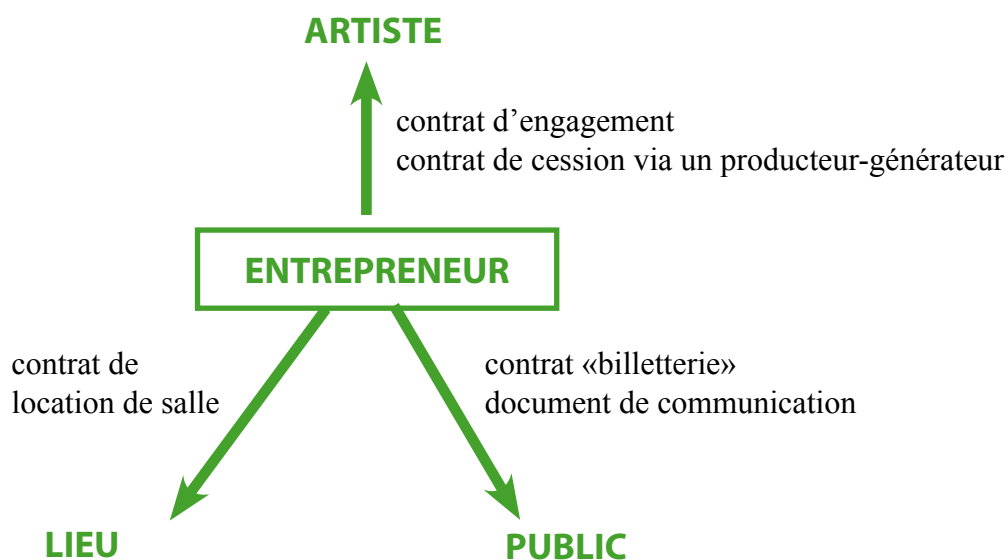 ARTISTE
contrat d’engagement
contrat de cession via un producteur-générateur
ENTREPRENEUR
contrat de
location de salle
contrat «billetterie»
document de communication
LIEU
PUBLIC